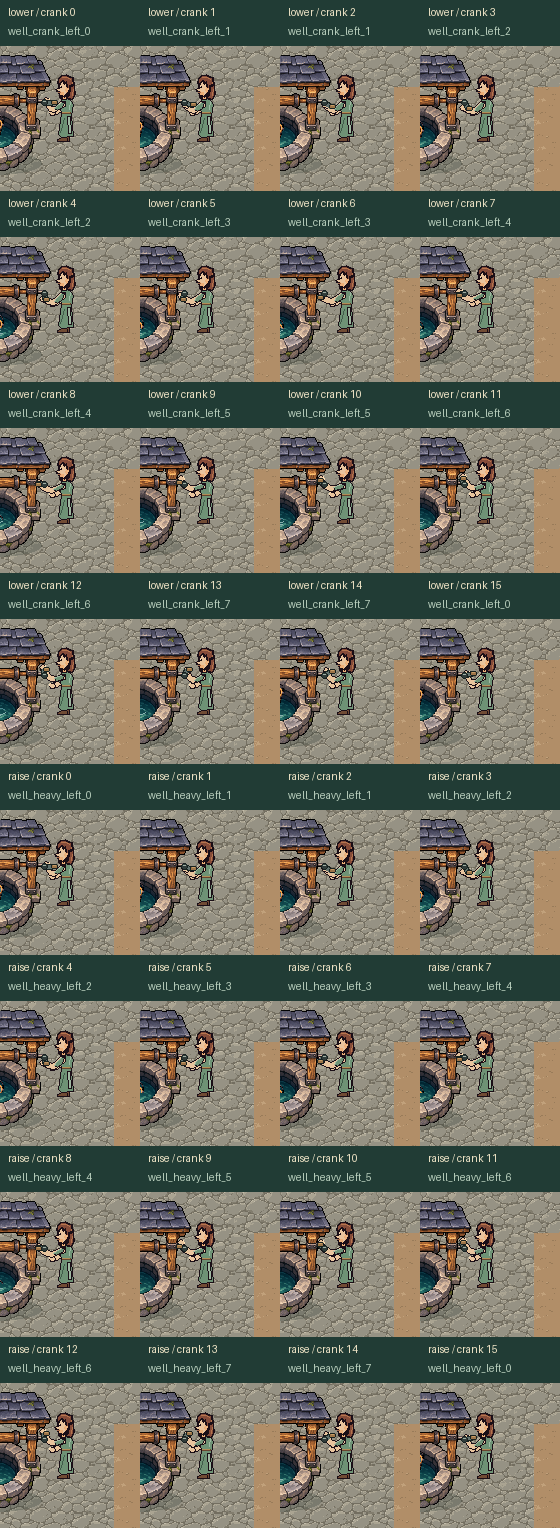 lower/crank 0
well_crank_left_0
lower/crank 1
well_crank_left_1
lower/crank 2
well_crank_left_1
lower/crank 3
well_crank_left_2
lower/crank 4
well_crank_left_2
lower/crank 5
well_crank_left_3
lower/crank 6
well_crank_left_3
lower/crank 7
well_crank_left_4
lower/crank 8
well_crank_left_4
lower/crank 9
well_crank_left_5
lower/crank 10
well_crank_left_5
lower/crank 11
well_crank_left_6
lower/crank 12
well_crank_left_6
lower/crank 13
well_crank_left_7
lower/crank 14
well_crank_left_7
lower/crank 15
well_crank_left_0
raise/crank 0
well_heavy_left_0
raise/crank 1
well_heavy_left_1
raise/crank 2
well_heavy_left_1
raise/crank 3
well_heavy_left_2
raise/crank 4
well_heavy_left_2
raise/crank 5
well_heavy_left_3
raise/crank 6
well_heavy_left_3
raise/crank 7
well_heavy_left_4
raise/crank 8
well_heavy_left_4
raise/crank 9
well_heavy_left_5
raise/crank 10
well_heavy_left_5
raise/crank 11
well_heavy_left_6
raise/crank 12
well_heavy_left_6
raise/crank 13
well_heavy_left_7
raise/crank 14
well_heavy_left_7
raise/crank 15
well_heavy_left_0